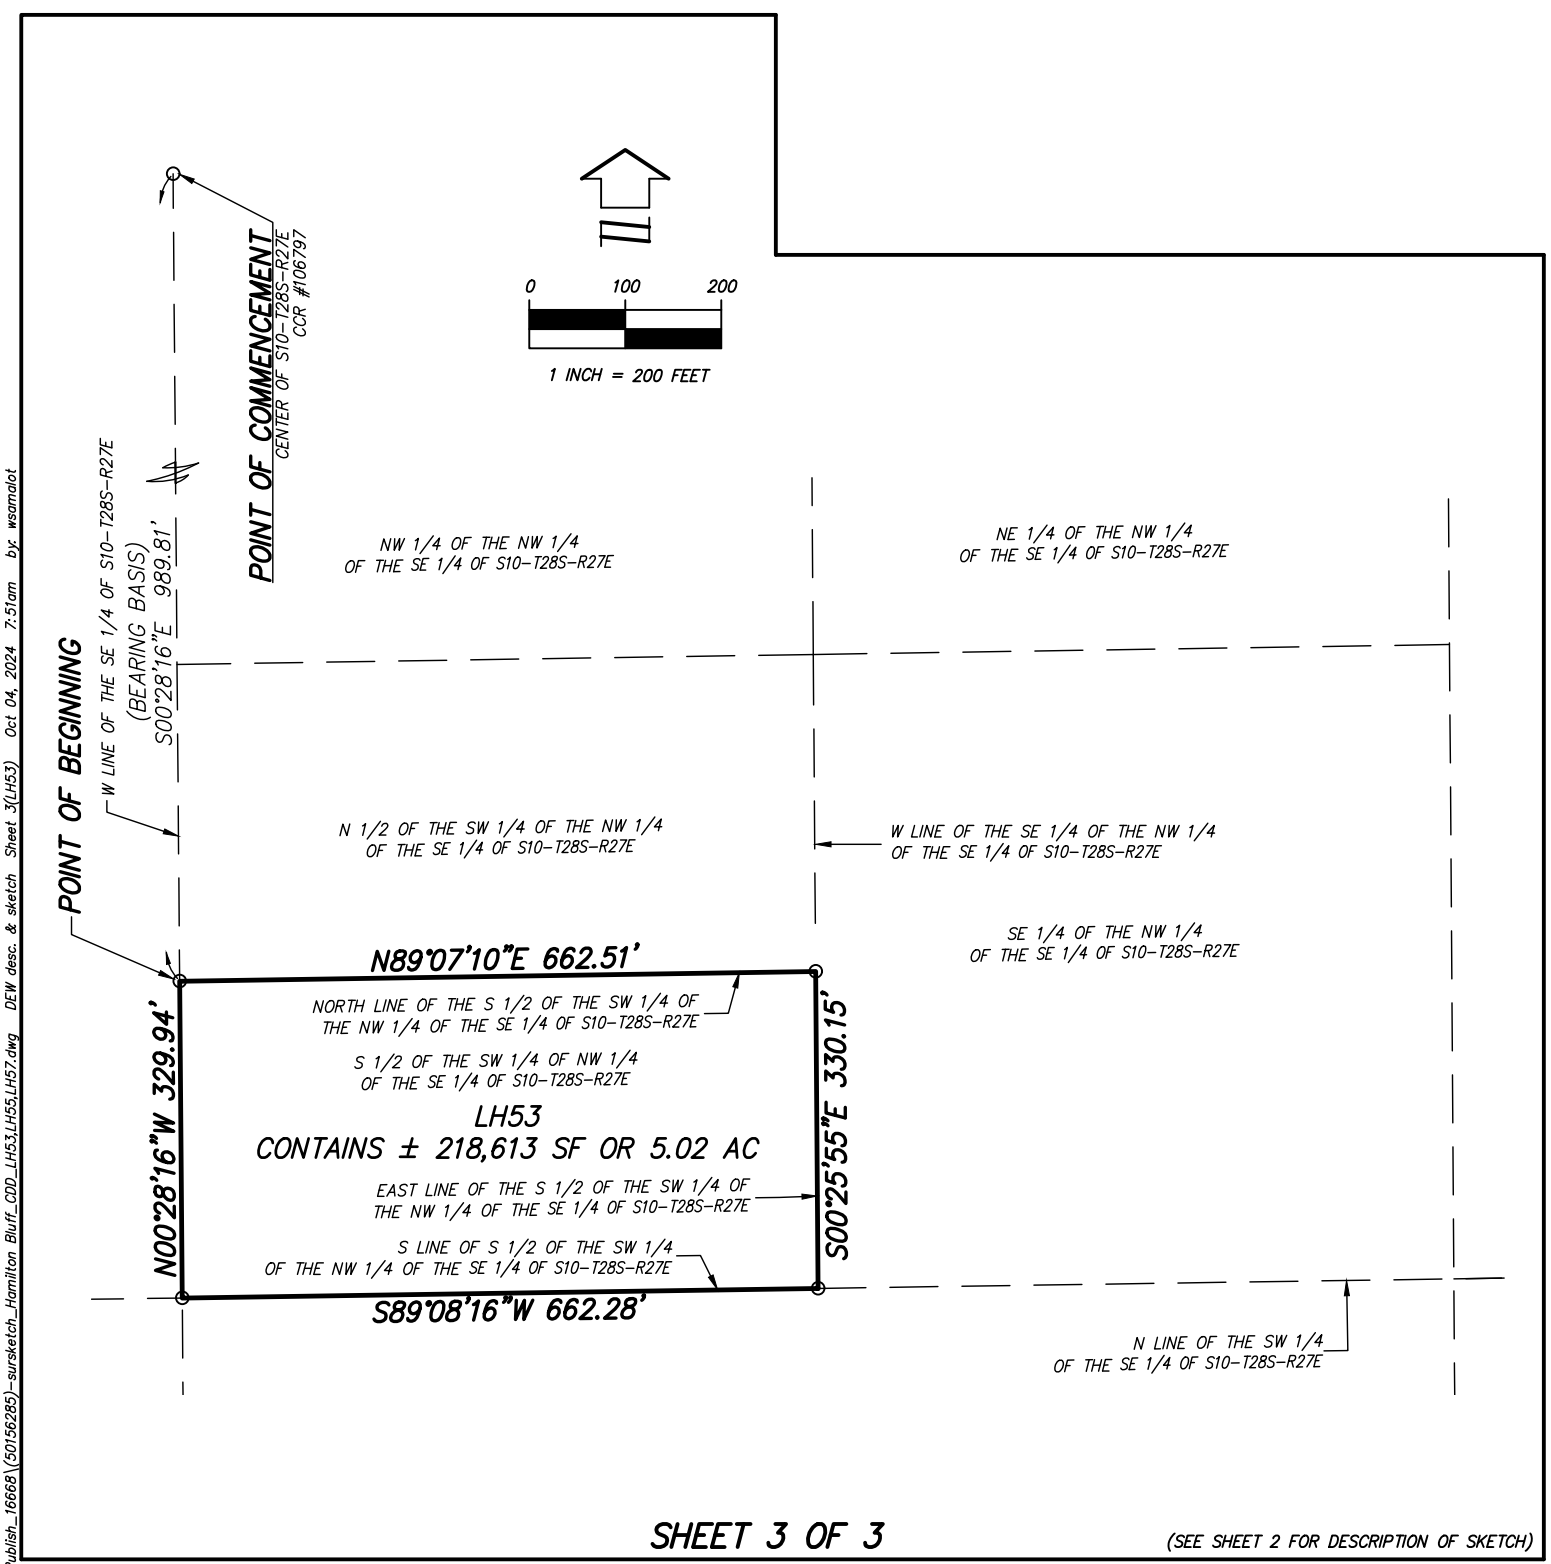 POINT OF COMMENCEMENT
CENTER OF S10-T28S-R27E
CCR #106797
0 100 200
1 INCH = 200 FEET
W LINE OF THE SE 1/4 OF S10-T28S-R27E
(BEARING BASIS)
S00°28'16"E 989.81'
POINT OF BEGINNING
NW 1/4 OF THE NW 1/4
OF THE SE 1/4 OF S10-T28S-R27E
NE 1/4 OF THE NW 1/4
OF THE SE 1/4 OF S10-T28S-R27E
N 1/2 OF THE SW 1/4 OF THE NW 1/4
OF THE SE 1/4 OF S10-T28S-R27E
W LINE OF THE SE 1/4 OF THE NW 1/4
OF THE SE 1/4 OF S10-T28S-R27E
SE 1/4 OF THE NW 1/4
OF THE SE 1/4 OF S10-T28S-R27E
N89°07'10"E 662.51'
NORTH LINE OF THE S 1/2 OF THE SW 1/4 OF
THE NW 1/4 OF THE SE 1/4 OF S10-T28S-R27E
S 1/2 OF THE SW 1/4 OF NW 1/4
OF THE SE 1/4 OF S10-T28S-R27E
LH53
CONTAINS ± 218,613 SF OR 5.02 AC
EAST LINE OF THE S 1/2 OF THE SW 1/4 OF
THE NW 1/4 OF THE SE 1/4 OF S10-T28S-R27E
S LINE OF S 1/2 OF THE SW 1/4
OF THE NW 1/4 OF THE SE 1/4 OF S10-T28S-R27E
N00°28'16"W 329.94'
S00°25'55"E 330.15'
S89°08'16"W 662.28'
N LINE OF THE SW 1/4
OF THE SE 1/4 OF S10-T28S-R27E
SHEET 3 OF 3
(SEE SHEET 2 FOR DESCRIPTION OF SKETCH)
ublish_16668\(50156285)-sursketch_Hamilton Bluff_CDD_LH53,LH55,LH57.dwg DEW desc. & sketch Sheet 3(LH53) Oct 04, 2024 7:51am by: wsamalot